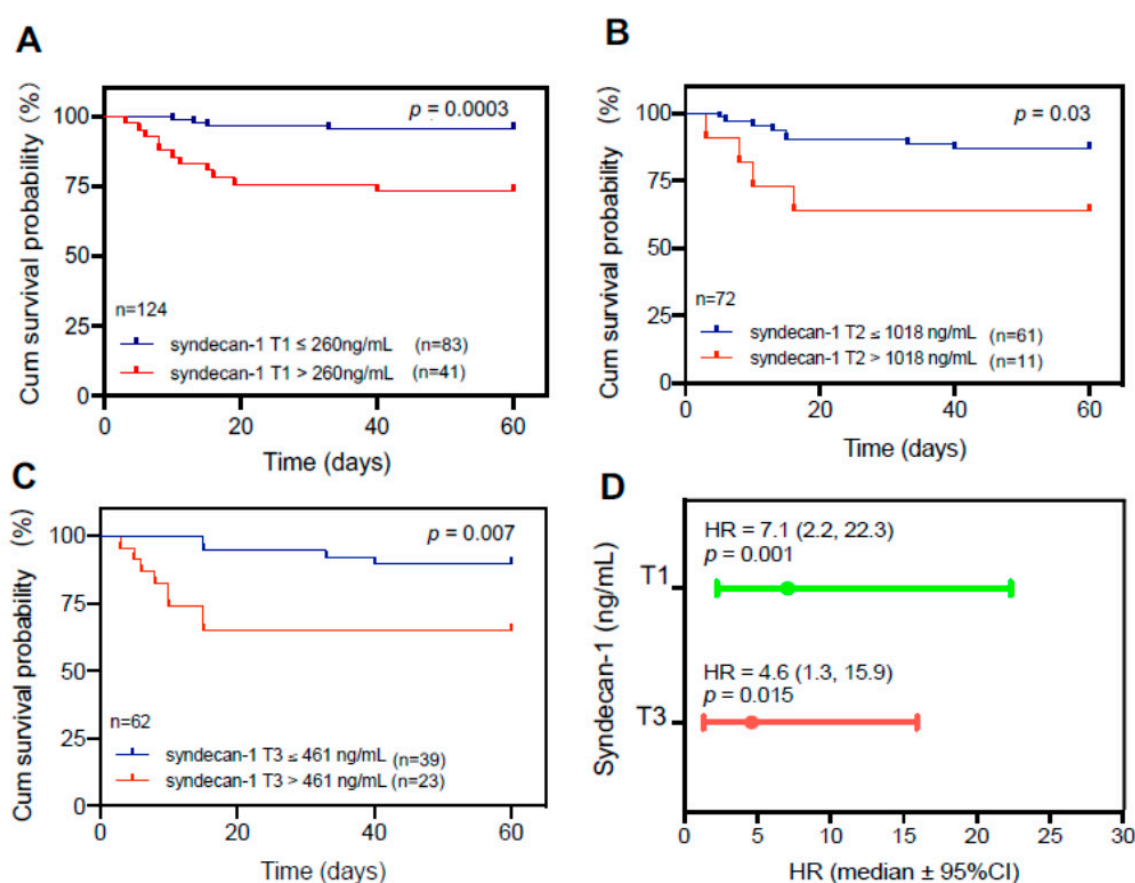 A
Cum survival probability (%)
100
75
50
25
0
p = 0.0003
n=124
syndecan-1 T1 ≤ 260ng/mL (n=83)
syndecan-1 T1 > 260ng/mL (n=41)
0 20 40 60
Time (days)
B
Cum survival probability (%)
100
75
50
25
0
p = 0.03
n=72
syndecan-1 T2 ≤ 1018 ng/mL (n=61)
syndecan-1 T2 > 1018 ng/mL (n=11)
0 20 40 60
Time (days)
C
Cum survival probability (%)
100
75
50
25
0
p = 0.007
n=62
syndecan-1 T3 ≤ 461 ng/mL (n=39)
syndecan-1 T3 > 461 ng/mL (n=23)
0 20 40 60
Time (days)
D
Syndecan-1 (ng/mL)
HR = 7.1 (2.2, 22.3)
p = 0.001
T1
HR = 4.6 (1.3, 15.9)
p = 0.015
T3
0 5 10 15 20 25 30
HR (median ± 95%CI)